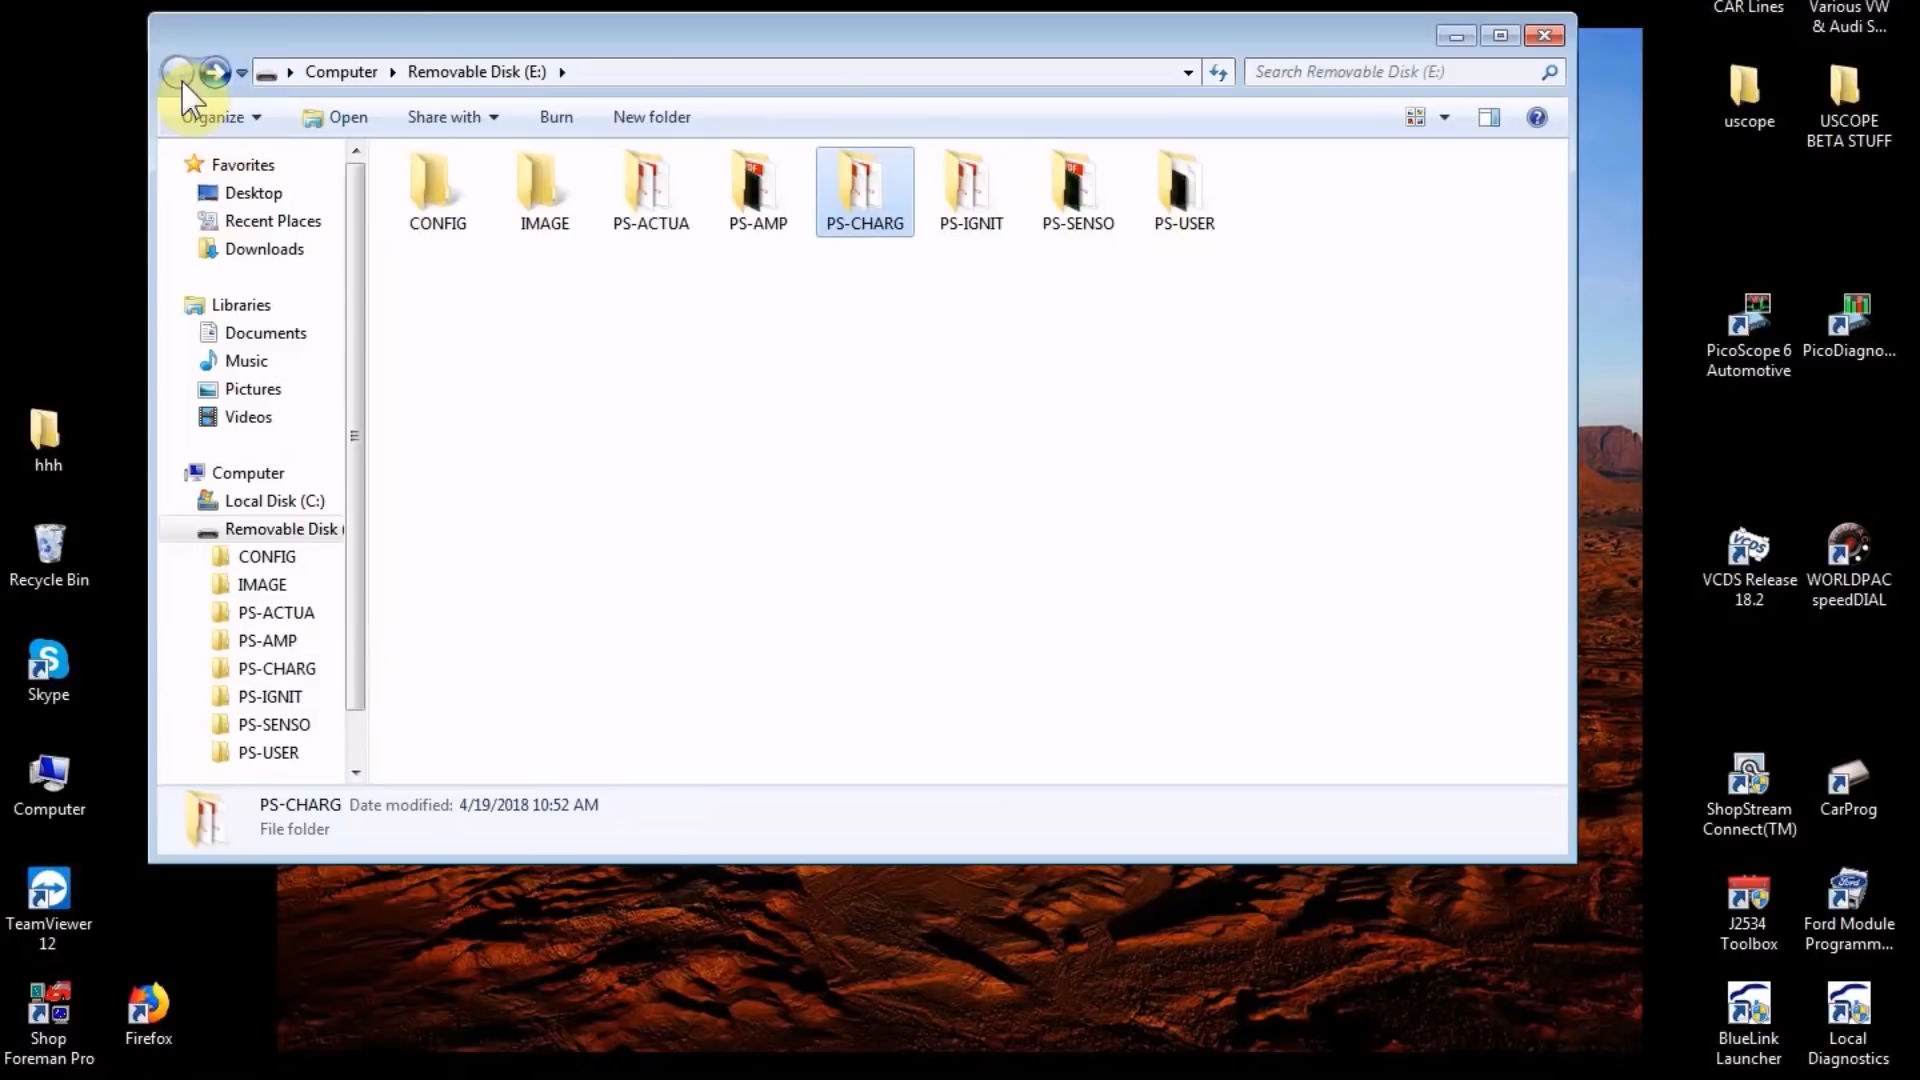 CAR Lines
Various VW
& Audi S...
Computer
Removable Disk (E:)
Search Removable Disk (E:)
Organize
Open
Share with
Burn
New folder
uscope
USCOPE
BETA STUFF
Favorites
Desktop
Recent Places
Downloads
Libraries
Documents
Music
Pictures
Videos
Computer
Local Disk (C:)
Removable Disk (
CONFIG
IMAGE
PS-ACTUA
PS-AMP
PS-CHARG
PS-IGNIT
PS-SENSO
PS-USER
CONFIG
IMAGE
PS-ACTUA
PS-AMP
PS-CHARG
PS-IGNIT
PS-SENSO
PS-USER
PS-CHARG Date modified: 4/19/2018 10:52 AM
File folder
hhh
Recycle Bin
Skype
Computer
TeamViewer
12
Shop
Foreman Pro
Firefox
PicoScope 6
Automotive
PicoDiagno...
VCDS
VCDS Release
18.2
WORLDPAC
speedDIAL
ShopStream
Connect(TM)
CarProg
J2534
Toolbox
Ford
Ford Module
Programm...
BlueLink
Launcher
Local
Diagnostics